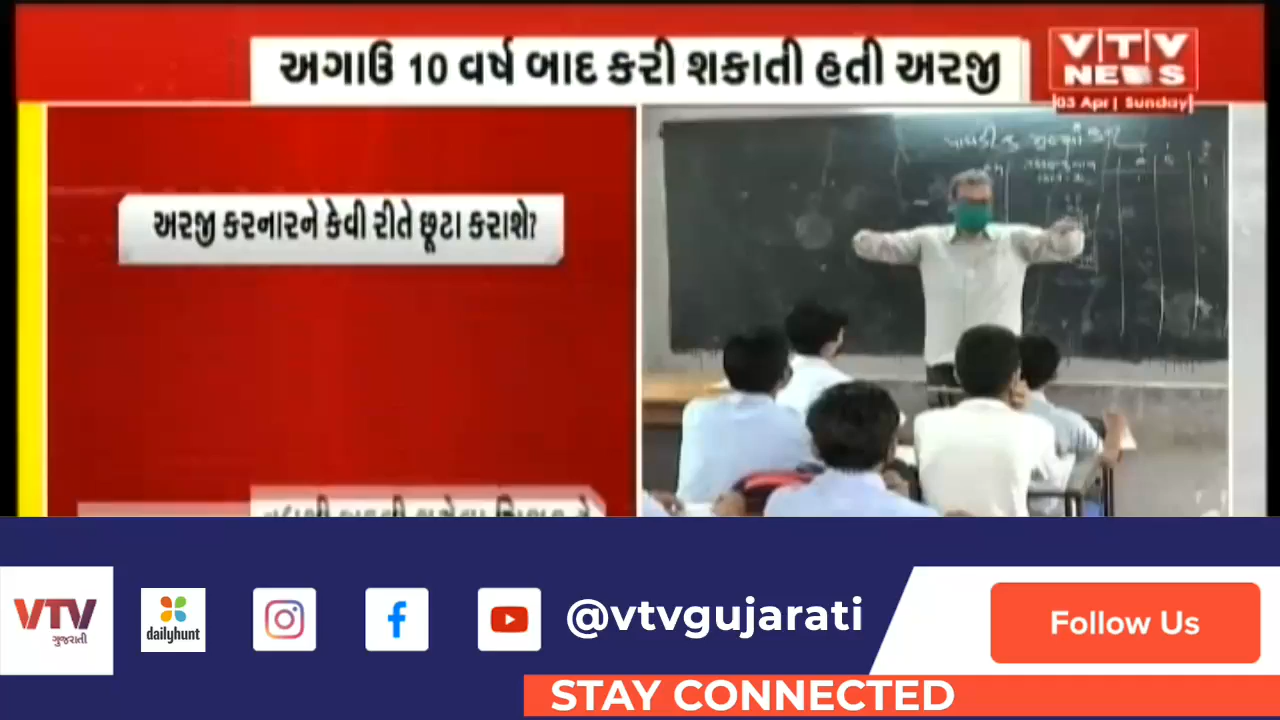 અગાઉ 10 વર્ષ બાદ કરી શકાતી હતી અરજી
VTV
NEWS
03 Apr | Sunday
અરજી કરનારને કેવી રીતે છૂટા કરાશે?
VTV
ગુજરાતી
dailyhunt
@vtvgujarati
Follow Us
STAY CONNECTED